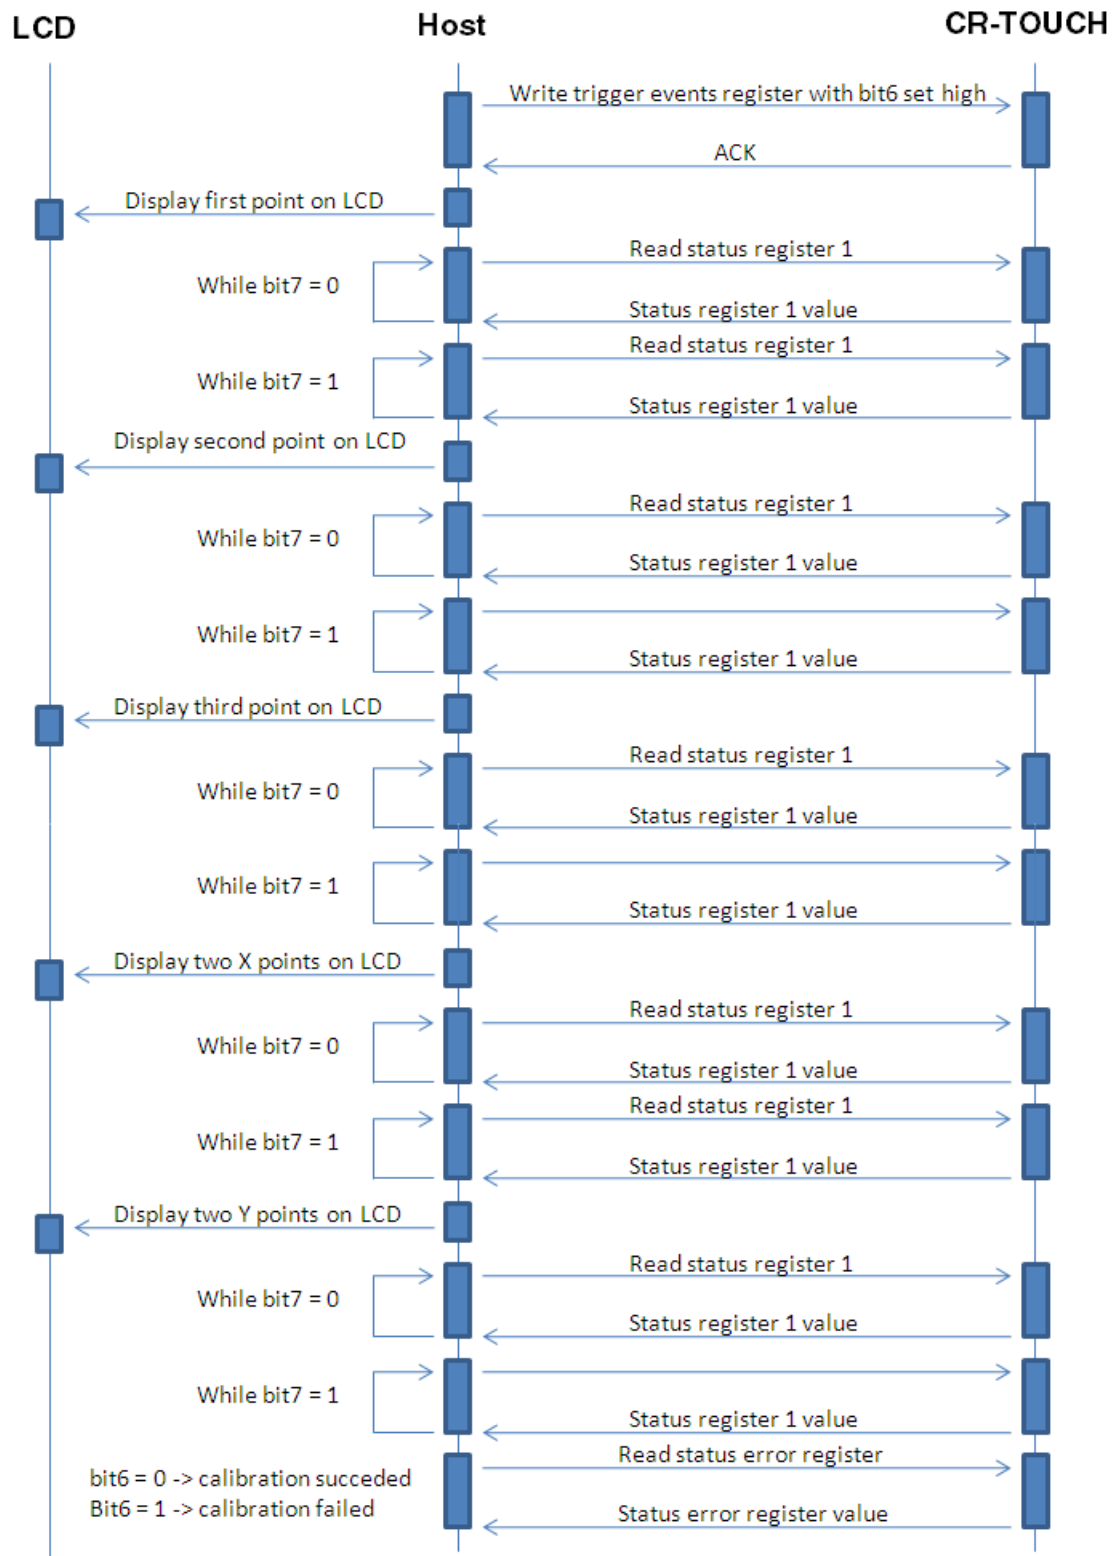 LCD Host CR-TOUCH
Write trigger events register with bit6 set high
ACK
Display first point on LCD
Read status register 1
While bit7 = 0
Status register 1 value
Read status register 1
While bit7 = 1
Status register 1 value
Display second point on LCD
Read status register 1
While bit7 = 0
Status register 1 value
While bit7 = 1
Status register 1 value
Display third point on LCD
Read status register 1
While bit7 = 0
Status register 1 value
While bit7 = 1
Status register 1 value
Display two X points on LCD
Read status register 1
While bit7 = 0
Status register 1 value
Read status register 1
While bit7 = 1
Status register 1 value
Display two Y points on LCD
Read status register 1
While bit7 = 0
Status register 1 value
While bit7 = 1
Status register 1 value
Read status error register
bit6 = 0 -> calibration succeded
Bit6 = 1 -> calibration failed
Status error register value